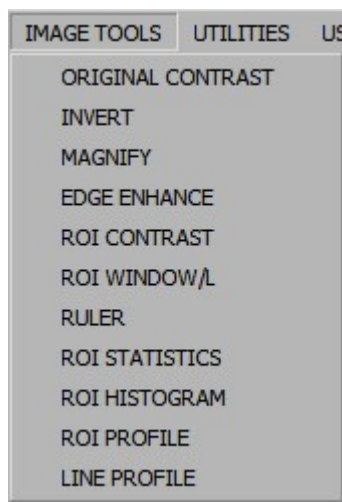 IMAGE TOOLS UTILITIES US
ORIGINAL CONTRAST
INVERT
MAGNIFY
EDGE ENHANCE
ROI CONTRAST
ROI WINDOW/L
RULER
ROI STATISTICS
ROI HISTOGRAM
ROI PROFILE
LINE PROFILE